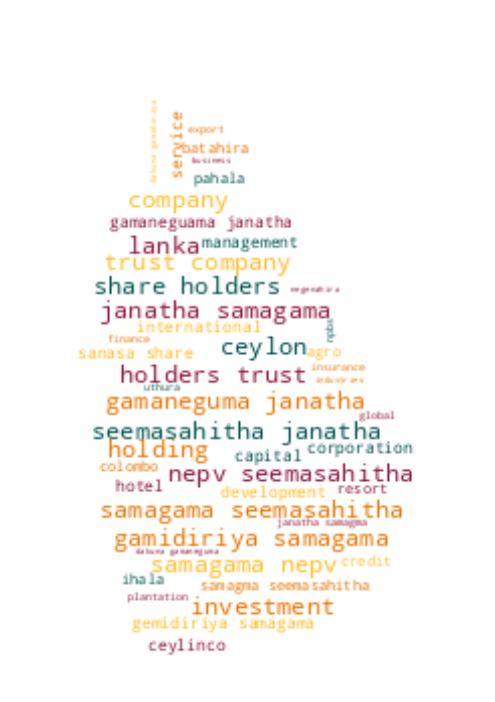 dakuna gamidiriya
service
export
batahira
business
pahala
company
gamaneguama janatha
lanka
management
trust company
share holders
negenahira
janatha samagama
international
npbs
finance
ceylon
sanasa share
agro
holders trust
insurance
industries
uthura
gamaneguma janatha
global
seemasahitha janatha
holding
corporation
capital
colombo
nepv seemasahitha
hotel
development
resort
samagama seemasahitha
janatha samagma
gamidiriya samagama
dakuna gamaneguma
samagama nepv
credit
ihala
samagma seemasahitha
plantation
investment
gemidiriya samagama
ceylinco